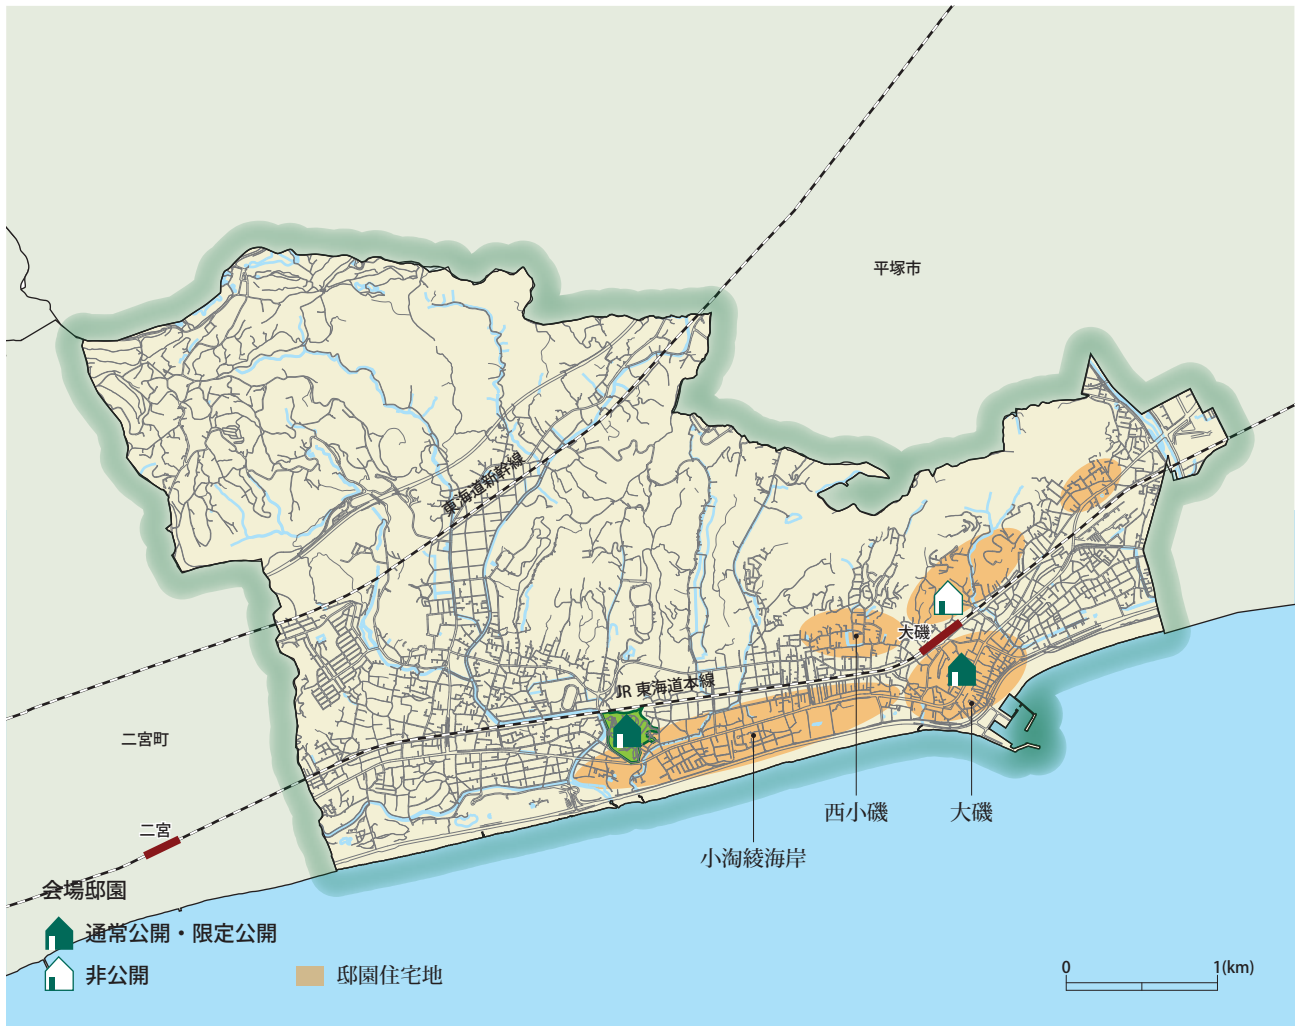 平塚市
東海道新幹線
大磯
JR 東海道本線
二宮町
二宮
西小磯
大磯
小淘綾海岸
会場邸園
通常公開・限定公開
非公開
邸園住宅地
0
1(km)